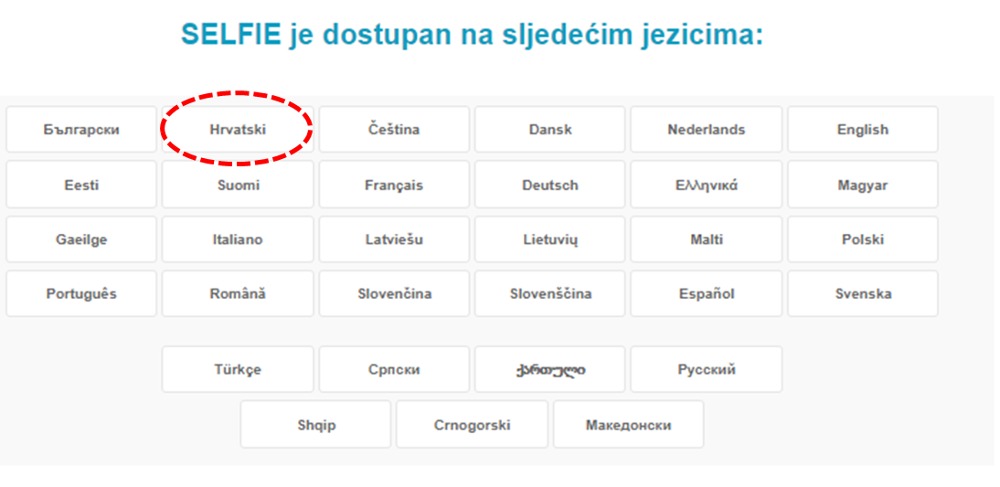 SELFIE je dostupan na sljedećim jezicima:
Български Hrvatski Čeština Dansk Nederlands English
Eesti Suomi Français Deutsch Ελληνικά Magyar
Gaeilge Italiano Latviešu Lietuvių Malti Polski
Português Română Slovenčina Slovenščina Español Svenska
Türkçe Српски ქართული Русский
Shqip Crnogorski Македонски